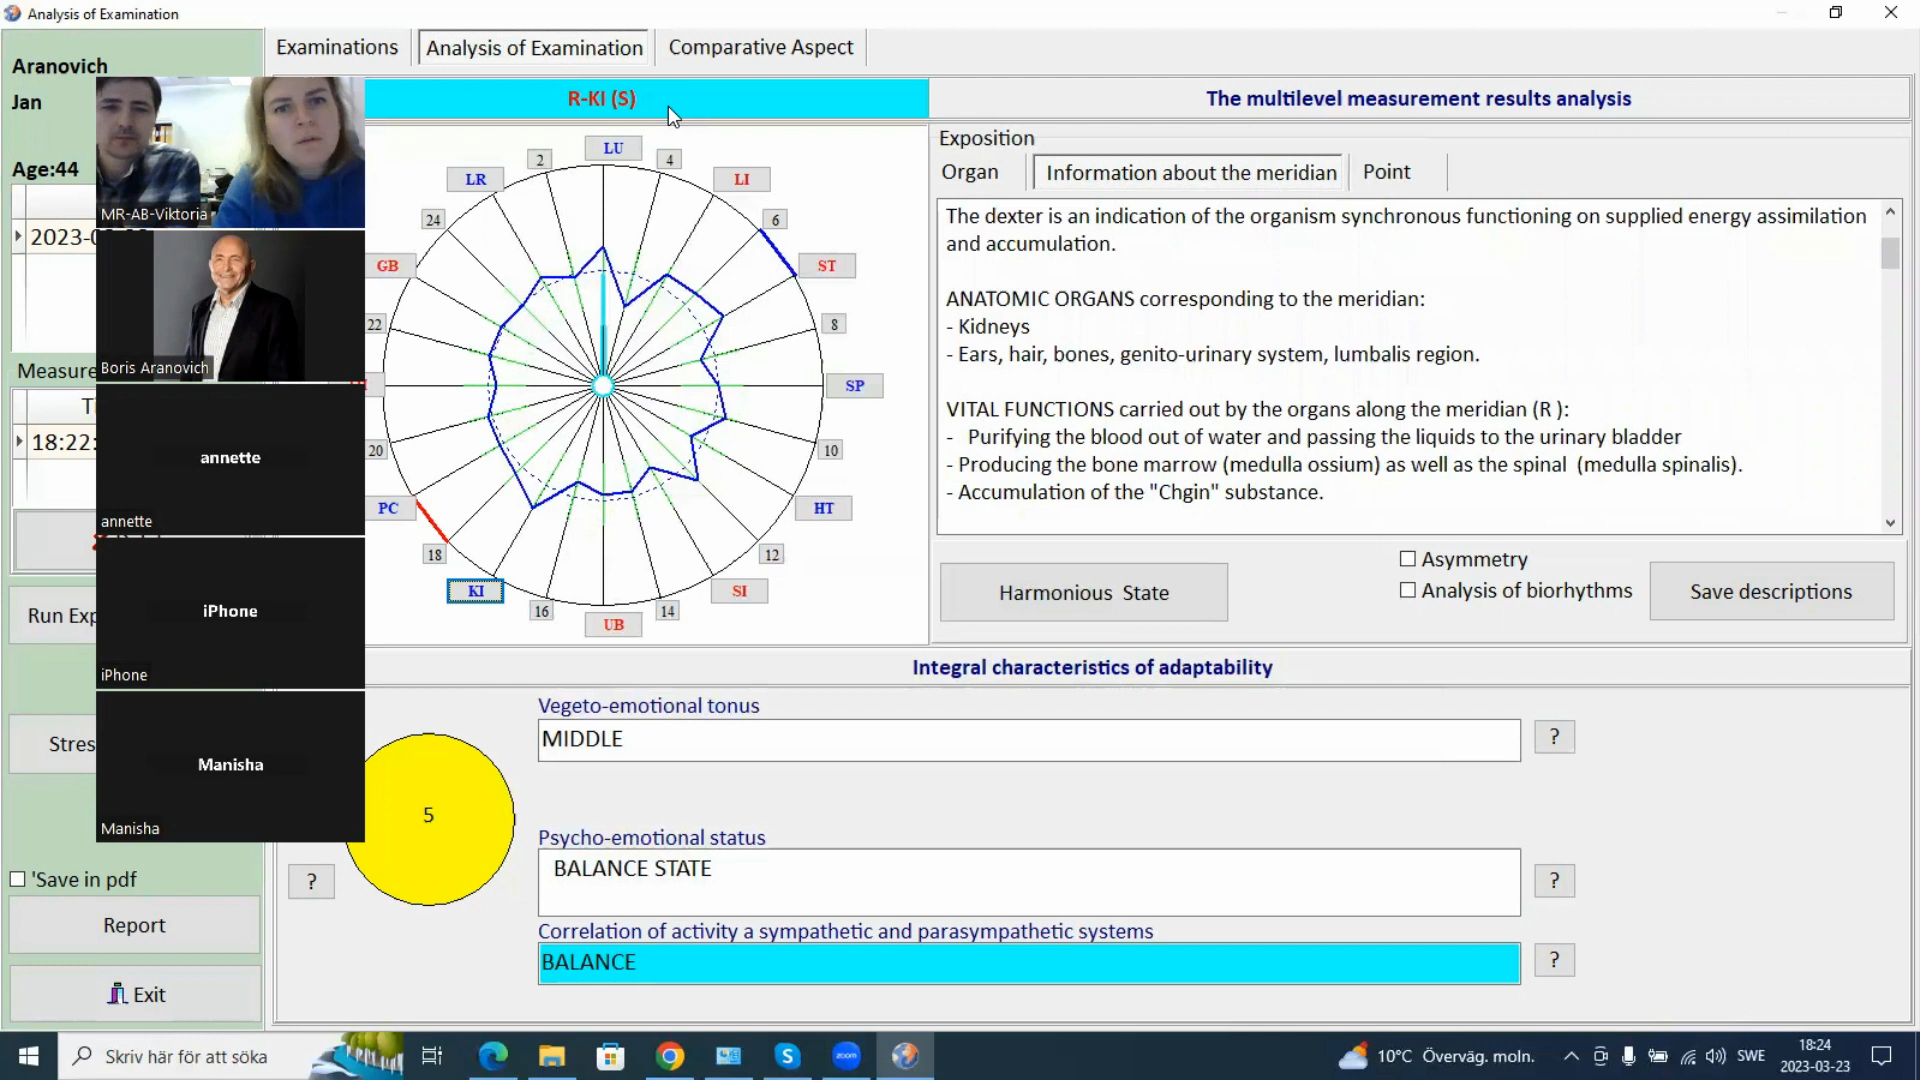 Analysis of Examination
Aranovich
Jan
Age:44
Examinations
Analysis of Examination
Comparative Aspect
R-KI (S)
The multilevel measurement results analysis
MR-AB-Viktoria
Boris Aranovich
annette
annette
iPhone
iPhone
Manisha
Manisha
2023-0
Measure
18:22:
Run Exp
Stres
'Save in pdf
Report
Exit
LU
4
LI
6
ST
8
SP
10
HT
12
SI
14
UB
16
KI
18
PC
20
22
GB
24
LR
2
Exposition
Organ
Information about the meridian
Point
The dexter is an indication of the organism synchronous functioning on supplied energy assimilation
and accumulation.
ANATOMIC ORGANS corresponding to the meridian:
- Kidneys
- Ears, hair, bones, genito-urinary system, lumbalis region.
VITAL FUNCTIONS carried out by the organs along the meridian (R ):
- Purifying the blood out of water and passing the liquids to the urinary bladder
- Producing the bone marrow (medulla ossium) as well as the spinal (medulla spinalis).
- Accumulation of the "Chgin" substance.
Harmonious State
Asymmetry
Analysis of biorhythms
Save descriptions
Integral characteristics of adaptability
Vegeto-emotional tonus
MIDDLE
?
5
Psycho-emotional status
BALANCE STATE
?
?
Correlation of activity a sympathetic and parasympathetic systems
BALANCE
?
Skriv här för att söka
zoom
10°C Överväg. moln.
SWE
18:24
2023-03-23